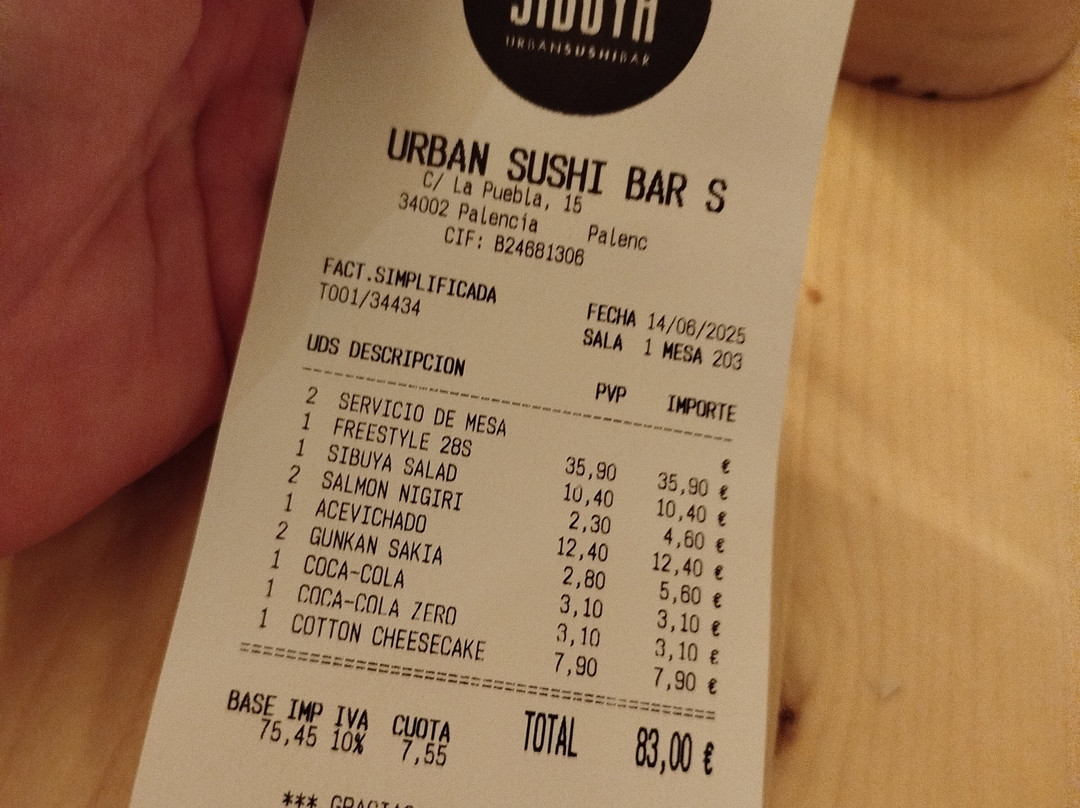 SIBUYA
URBANSUSHIBAR
URBAN SUSHI BAR S
C/ La Puebla, 15
34002 Palencia Palenc
CIF: B24681306
FACT.SIMPLIFICADA
T001/34434
FECHA 14/06/2025
SALA 1 MESA 203
UDS DESCRIPCION PVP IMPORTE
2 SERVICIO DE MESA €
1 FREESTYLE 28S 35,90 35,90 €
1 SIBUYA SALAD 10,40 10,40 €
2 SALMON NIGIRI 2,30 4,60 €
1 ACEVICHADO 12,40 12,40 €
2 GUNKAN SAKIA 2,80 5,60 €
1 COCA-COLA 3,10 3,10 €
1 COCA-COLA ZERO 3,10 3,10 €
1 COTTON CHEESECAKE 7,90 7,90 €
BASE IMP IVA CUOTA TOTAL 83,00 €
75,45 10% 7,55
*** GRACIAS